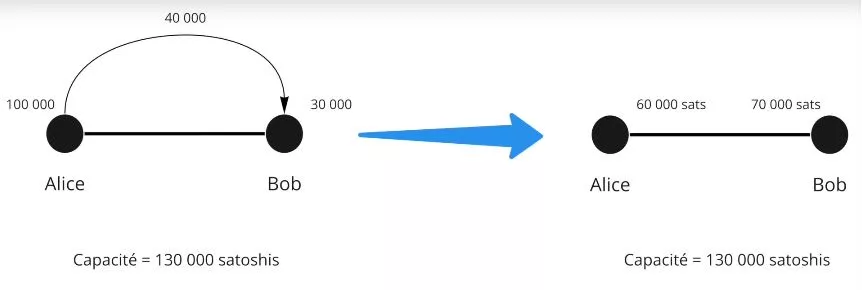 40 000
100 000
30 000
Alice
Bob
Capacité = 130 000 satoshis
60 000 sats
70 000 sats
Alice
Bob
Capacité = 130 000 satoshis